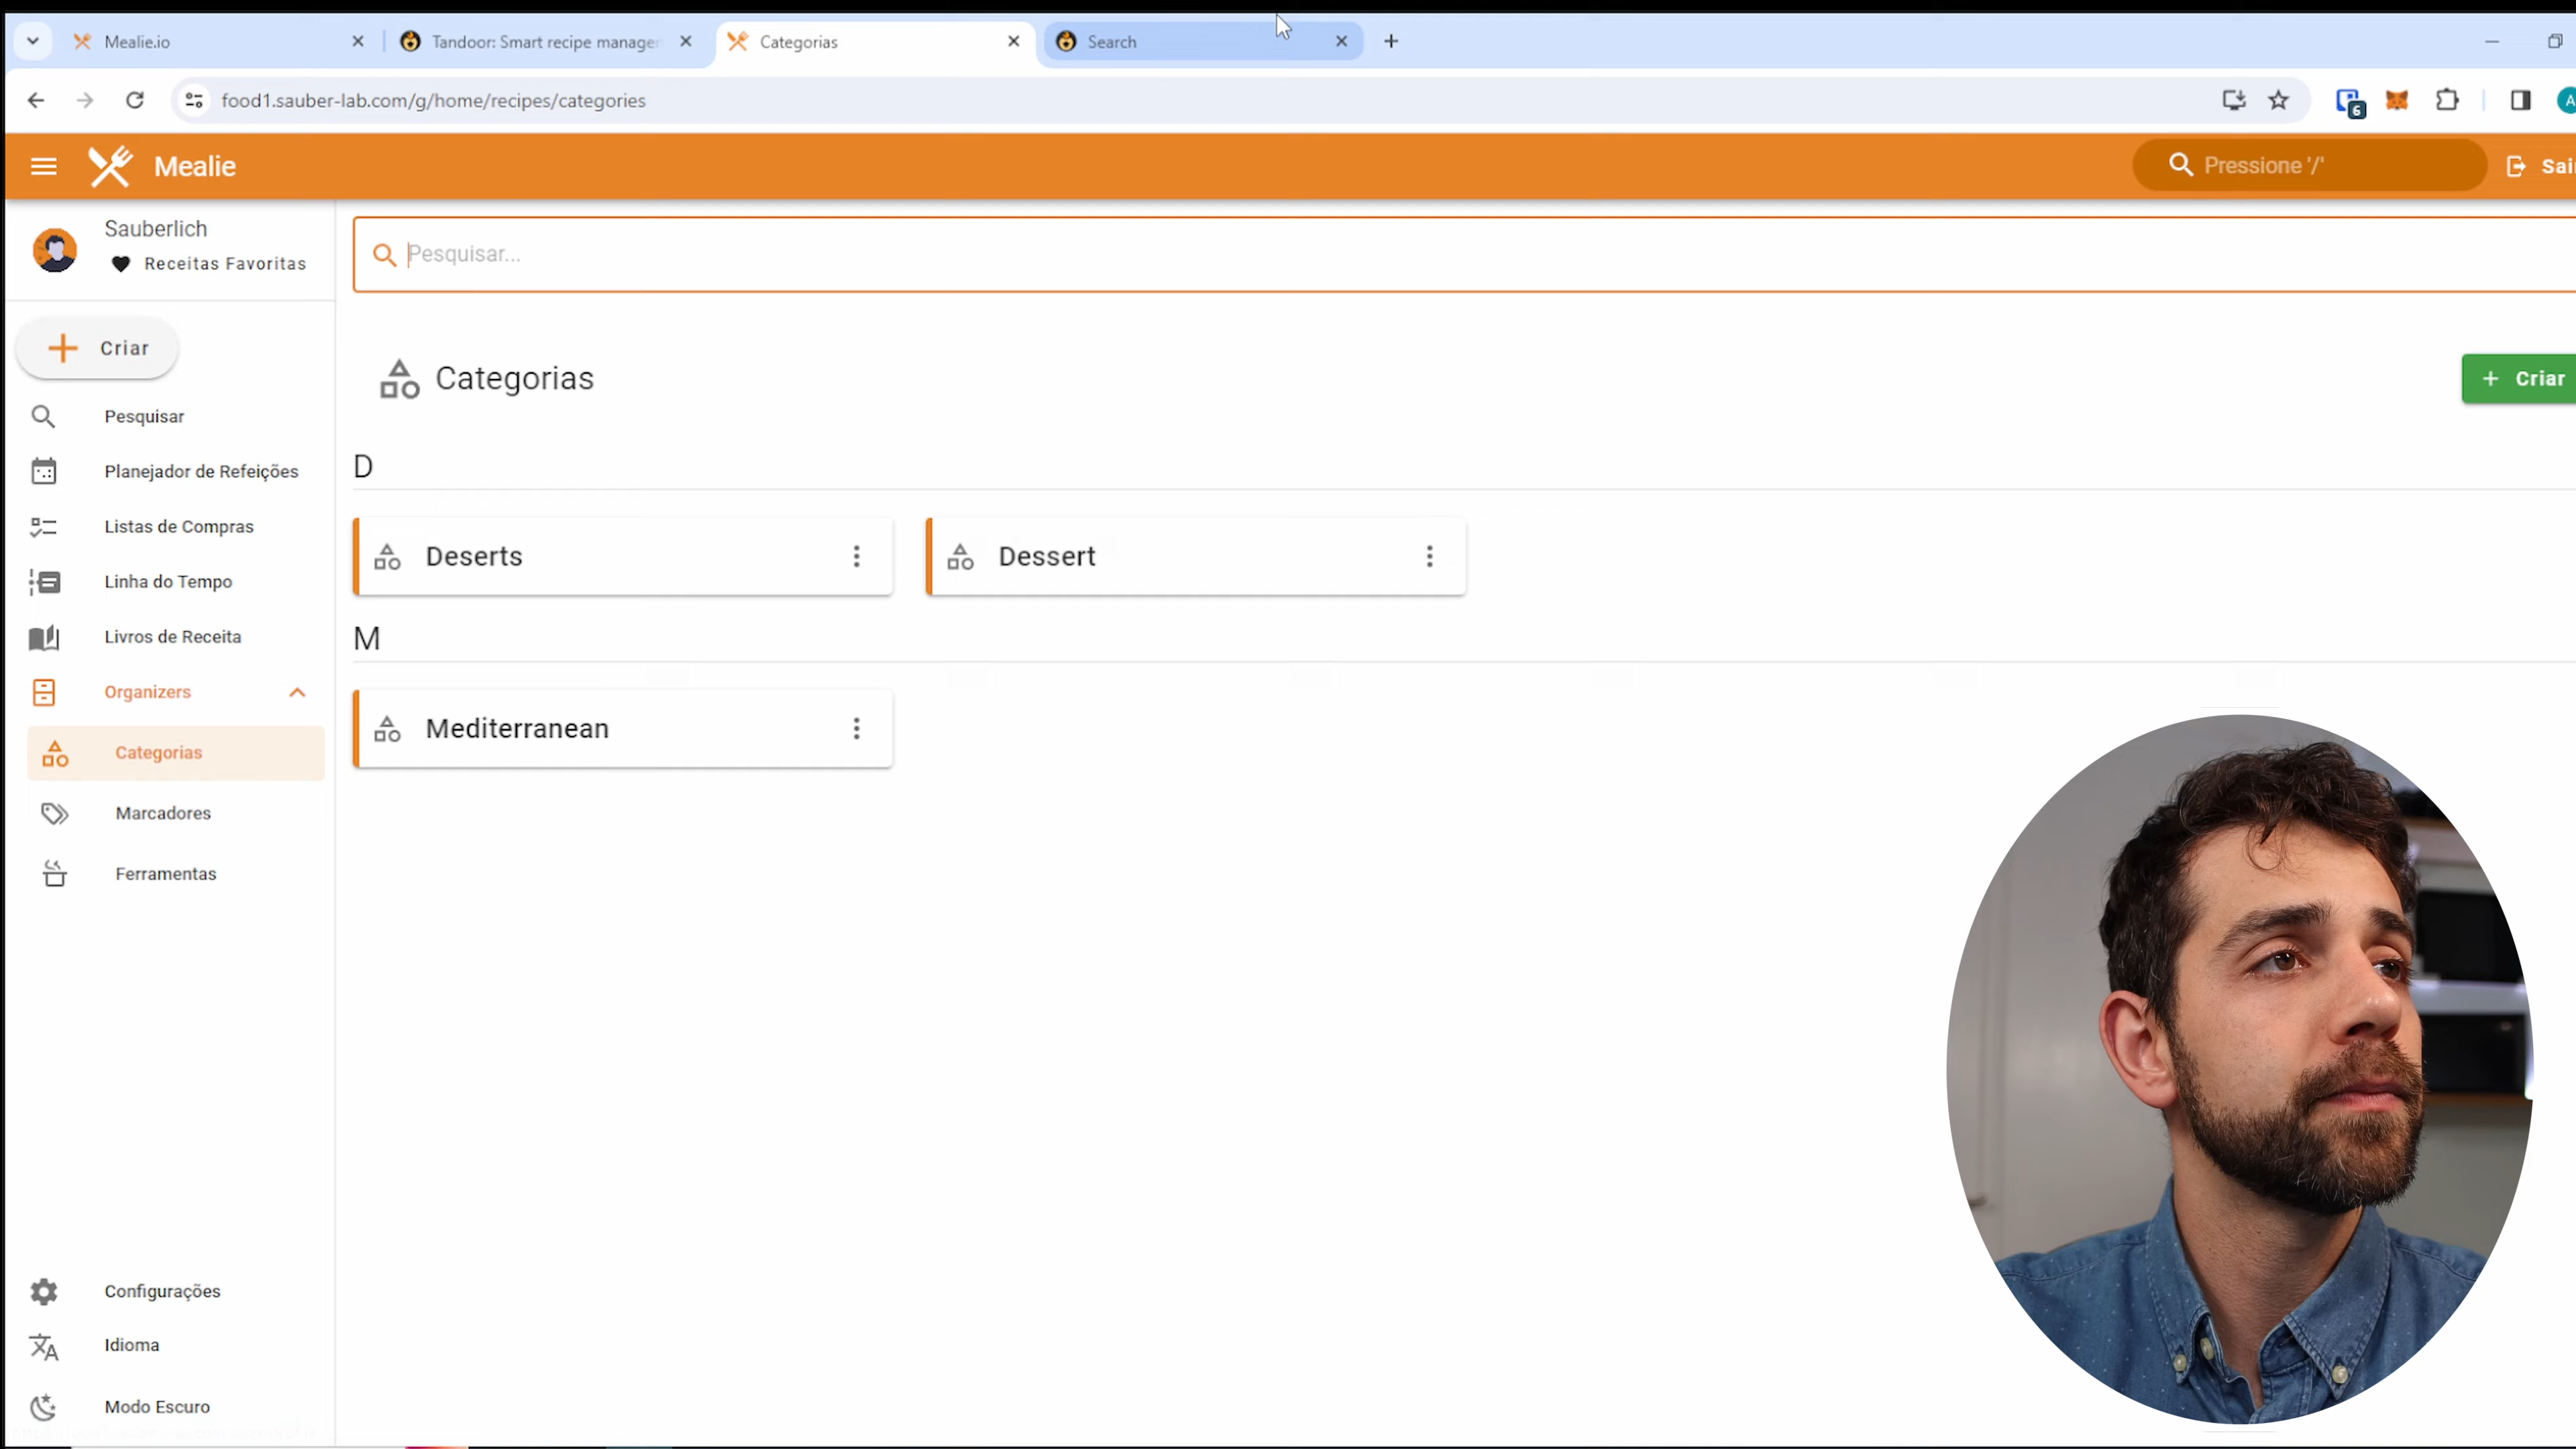 Mealie.io
Tandoor: Smart recipe manager
Categorias
Search
food1.sauber-lab.com/g/home/recipes/categories
6
A
Mealie
Pressione '/'
Sai
Sauberlich
Receitas Favoritas
Pesquisar...
Criar
Categorias
Criar
Pesquisar
Planejador de Refeições
Listas de Compras
Linha do Tempo
Livros de Receita
Organizers
Categorias
Marcadores
Ferramentas
D
Deserts
Dessert
M
Mediterranean
Configurações
Idioma
Modo Escuro